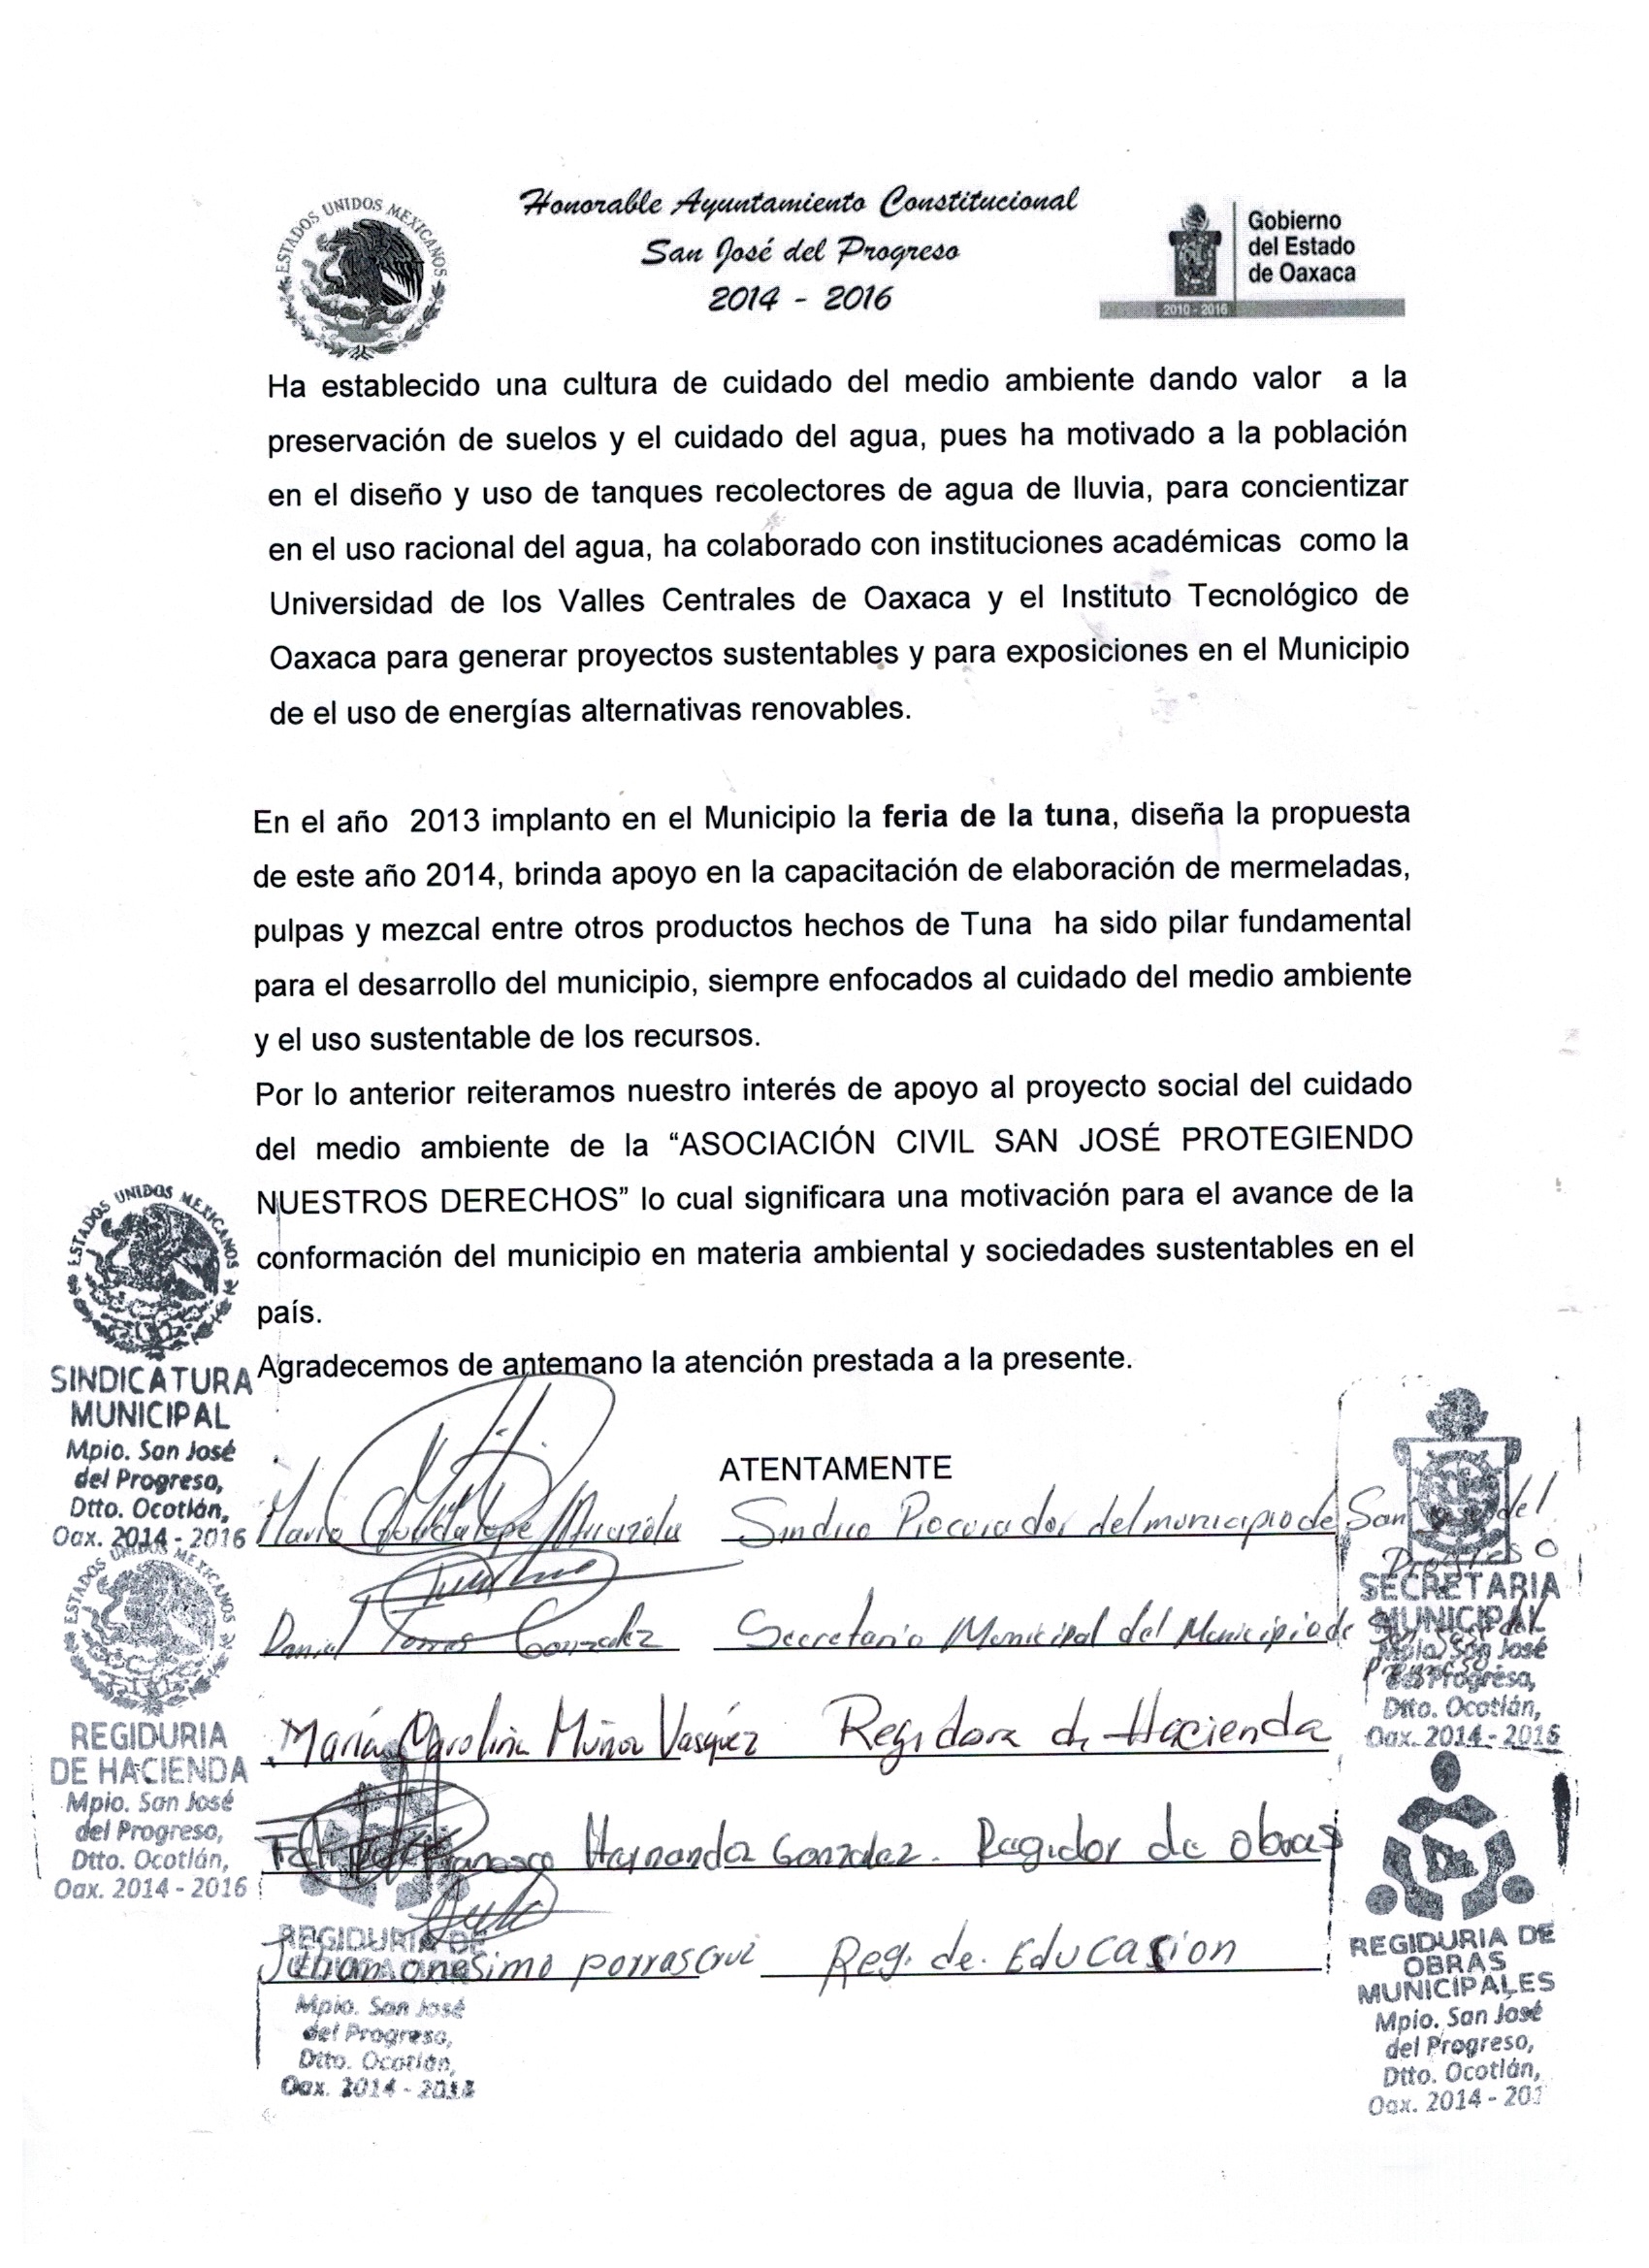 ESTADOS UNIDOS MEXICANOS
Honorable Ayuntamiento Constitucional
San José del Progreso
2014 - 2016
Gobierno
del Estado
de Oaxaca
2010 - 2016
Ha establecido una cultura de cuidado del medio ambiente dando valor a la
preservación de suelos y el cuidado del agua, pues ha motivado a la población
en el diseño y uso de tanques recolectores de agua de lluvia, para concientizar
en el uso racional del agua, ha colaborado con instituciones académicas como la
Universidad de los Valles Centrales de Oaxaca y el Instituto Tecnológico de
Oaxaca para generar proyectos sustentables y para exposiciones en el Municipio
de el uso de energías alternativas renovables.
En el año 2013 implanto en el Municipio la feria de la tuna, diseña la propuesta
de este año 2014, brinda apoyo en la capacitación de elaboración de mermeladas,
pulpas y mezcal entre otros productos hechos de Tuna ha sido pilar fundamental
para el desarrollo del municipio, siempre enfocados al cuidado del medio ambiente
y el uso sustentable de los recursos.
Por lo anterior reiteramos nuestro interés de apoyo al proyecto social del cuidado
del medio ambiente de la “ASOCIACIÓN CIVIL SAN JOSÉ PROTEGIENDO
NUESTROS DERECHOS” lo cual significara una motivación para el avance de la
conformación del municipio en materia ambiental y sociedades sustentables en el
país.
Agradecemos de antemano la atención prestada a la presente.
ATENTAMENTE
Sindico Procurador del municipio de San José del
Progreso
Daniel Torres Gonzalez Secretario Municipal del Municipio de San José del
Progreso
María Carolina Muñoz Vasquez Regidora de Hacienda
Francisco Hernandez Gonzalez. Regidor de obras
onesimo porras cruz Reg. de. Educasion
ESTADOS UNIDOS MEXICANOS
SINDICATURA
MUNICIPAL
Mpio. San José
del Progreso,
Dtto. Ocotlán,
Oax. 2014 - 2016
ESTADOS UNIDOS MEXICANOS
REGIDURIA
DE HACIENDA
Mpio. San José
del Progreso,
Dtto. Ocotlán,
Oax. 2014 - 2016
REGIDURIA DE
EDUCACION
Mpio. San José
del Progreso,
Dtto. Ocotlán,
Oax. 2014 - 2016
SECRETARIA
MUNICIPAL
Mpio. San José
del Progreso,
Dtto. Ocotlán,
Oax. 2014 - 2016
REGIDURIA DE
OBRAS
MUNICIPALES
Mpio. San José
del Progreso,
Dtto. Ocotlán,
Oax. 2014 - 201